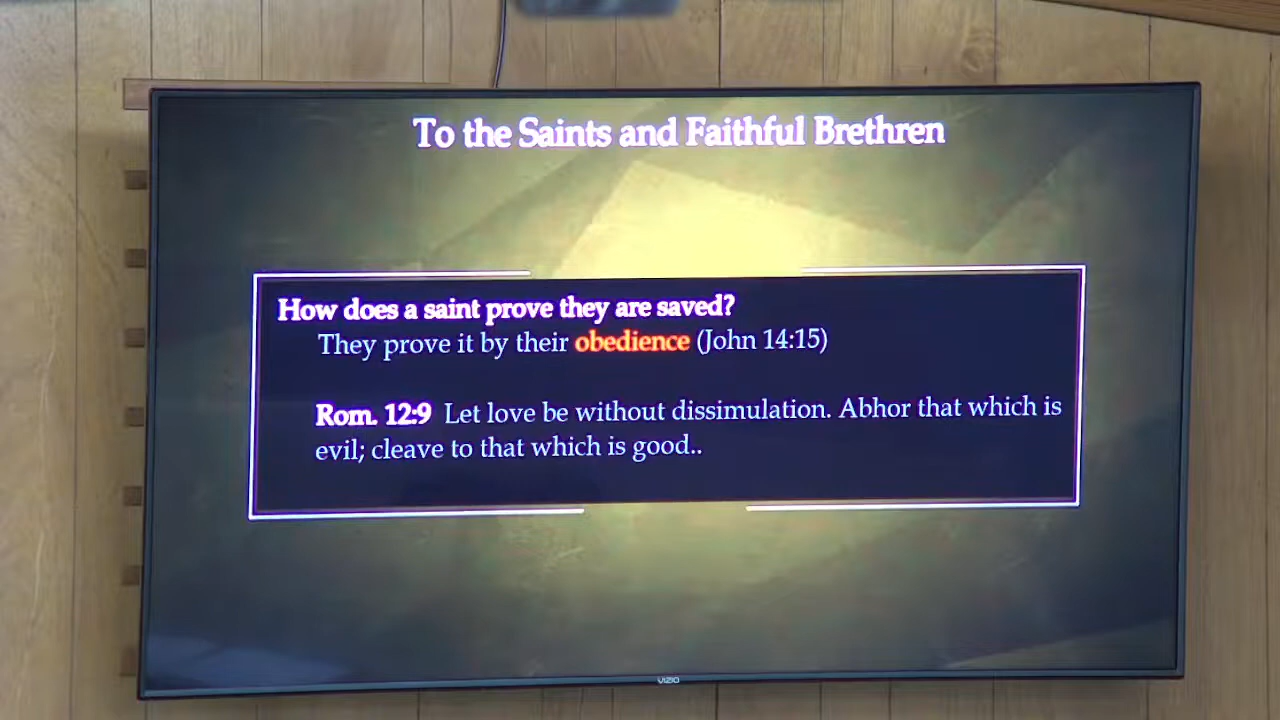 To the Saints and Faithful Brethren
How does a saint prove they are saved?
They prove it by their obedience (John 14:15)
Rom. 12:9 Let love be without dissimulation. Abhor that which is
evil; cleave to that which is good..
VIZIO